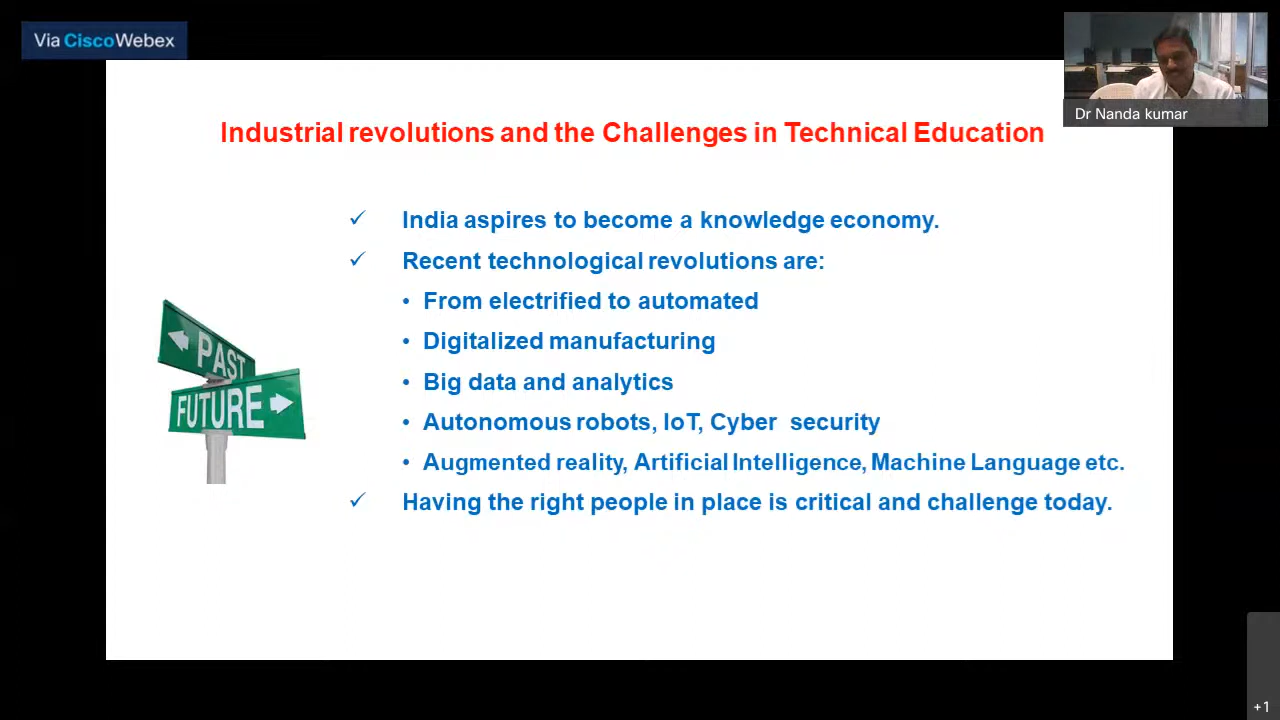 Via Cisco Webex
Dr Nanda kumar
Industrial revolutions and the Challenges in Technical Education
✓ India aspires to become a knowledge economy.
✓ Recent technological revolutions are:
• From electrified to automated
• Digitalized manufacturing
• Big data and analytics
• Autonomous robots, IoT, Cyber security
• Augmented reality, Artificial Intelligence, Machine Language etc.
✓ Having the right people in place is critical and challenge today.
PAST
FUTURE
+1